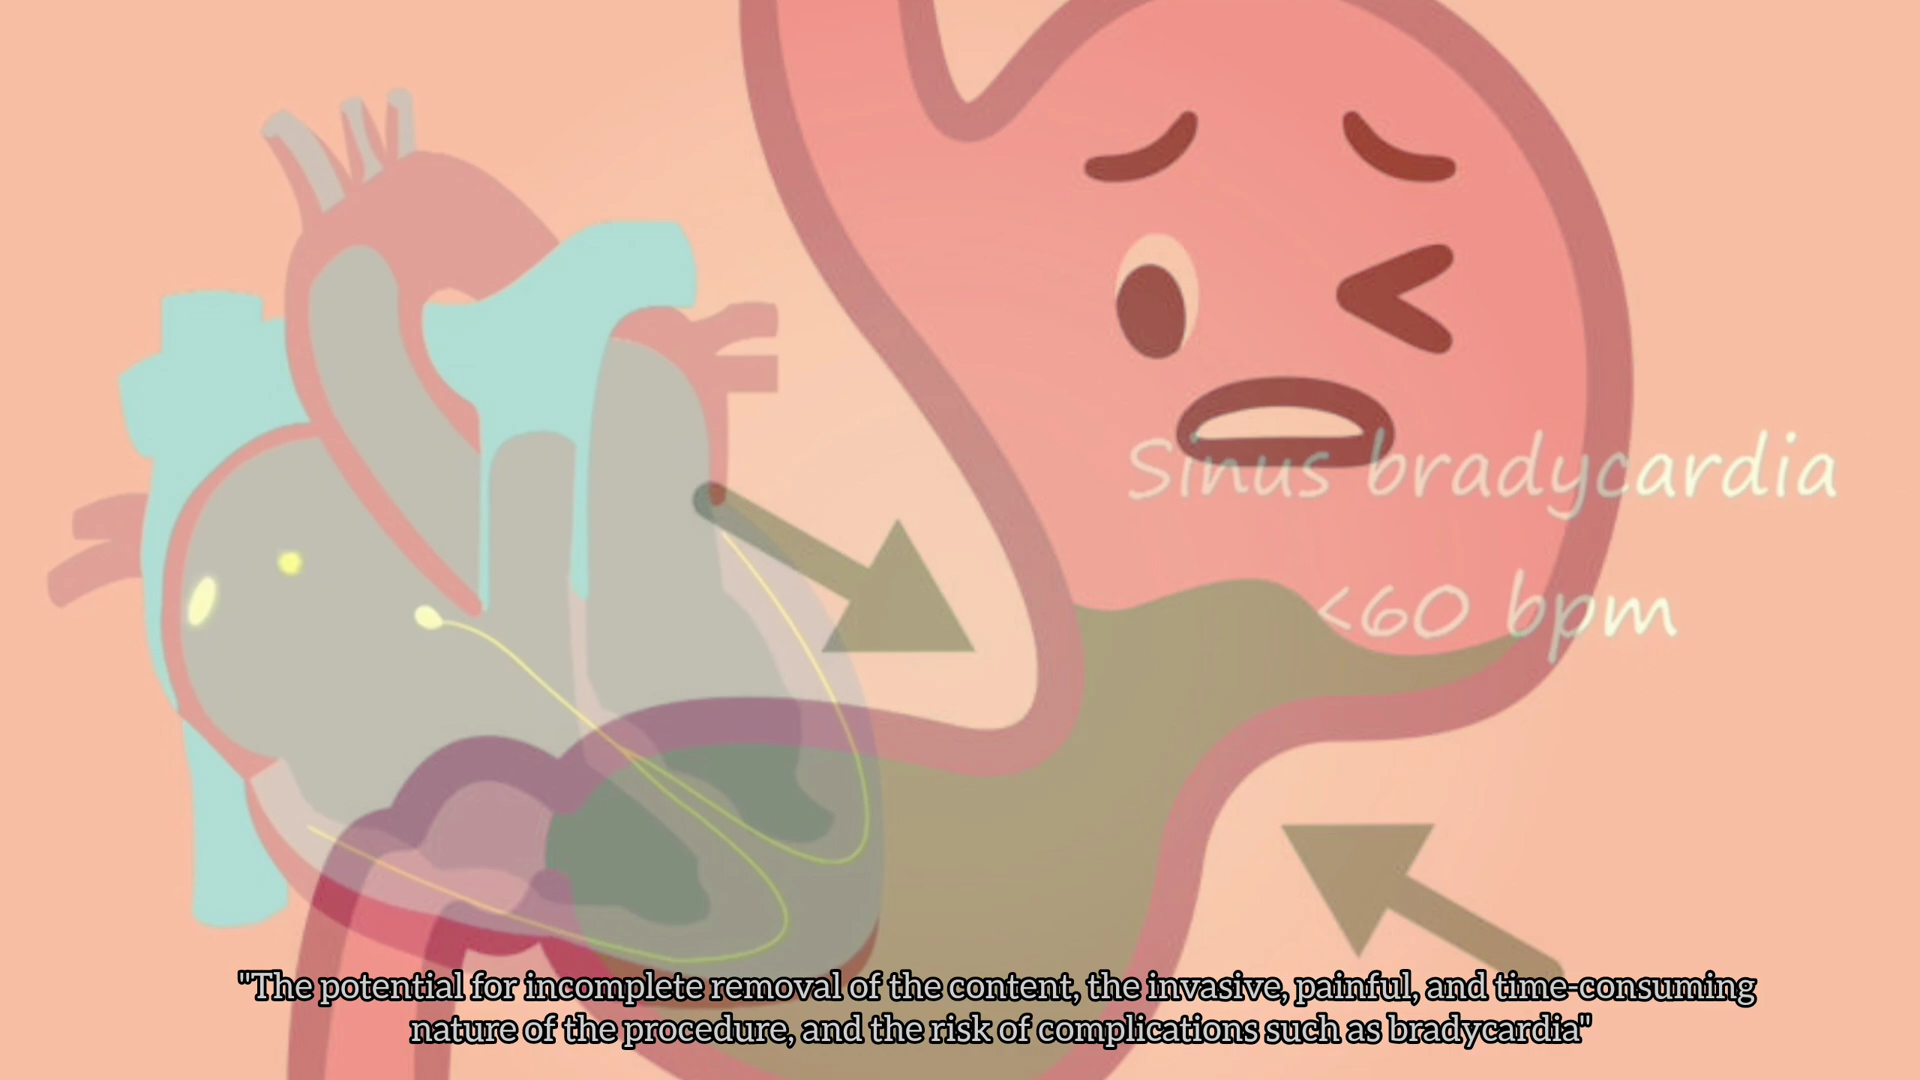 Sinus bradycardia
<60 bpm
"The potential for incomplete removal of the content, the invasive, painful, and time-consuming
nature of the procedure, and the risk of complications such as bradycardia"